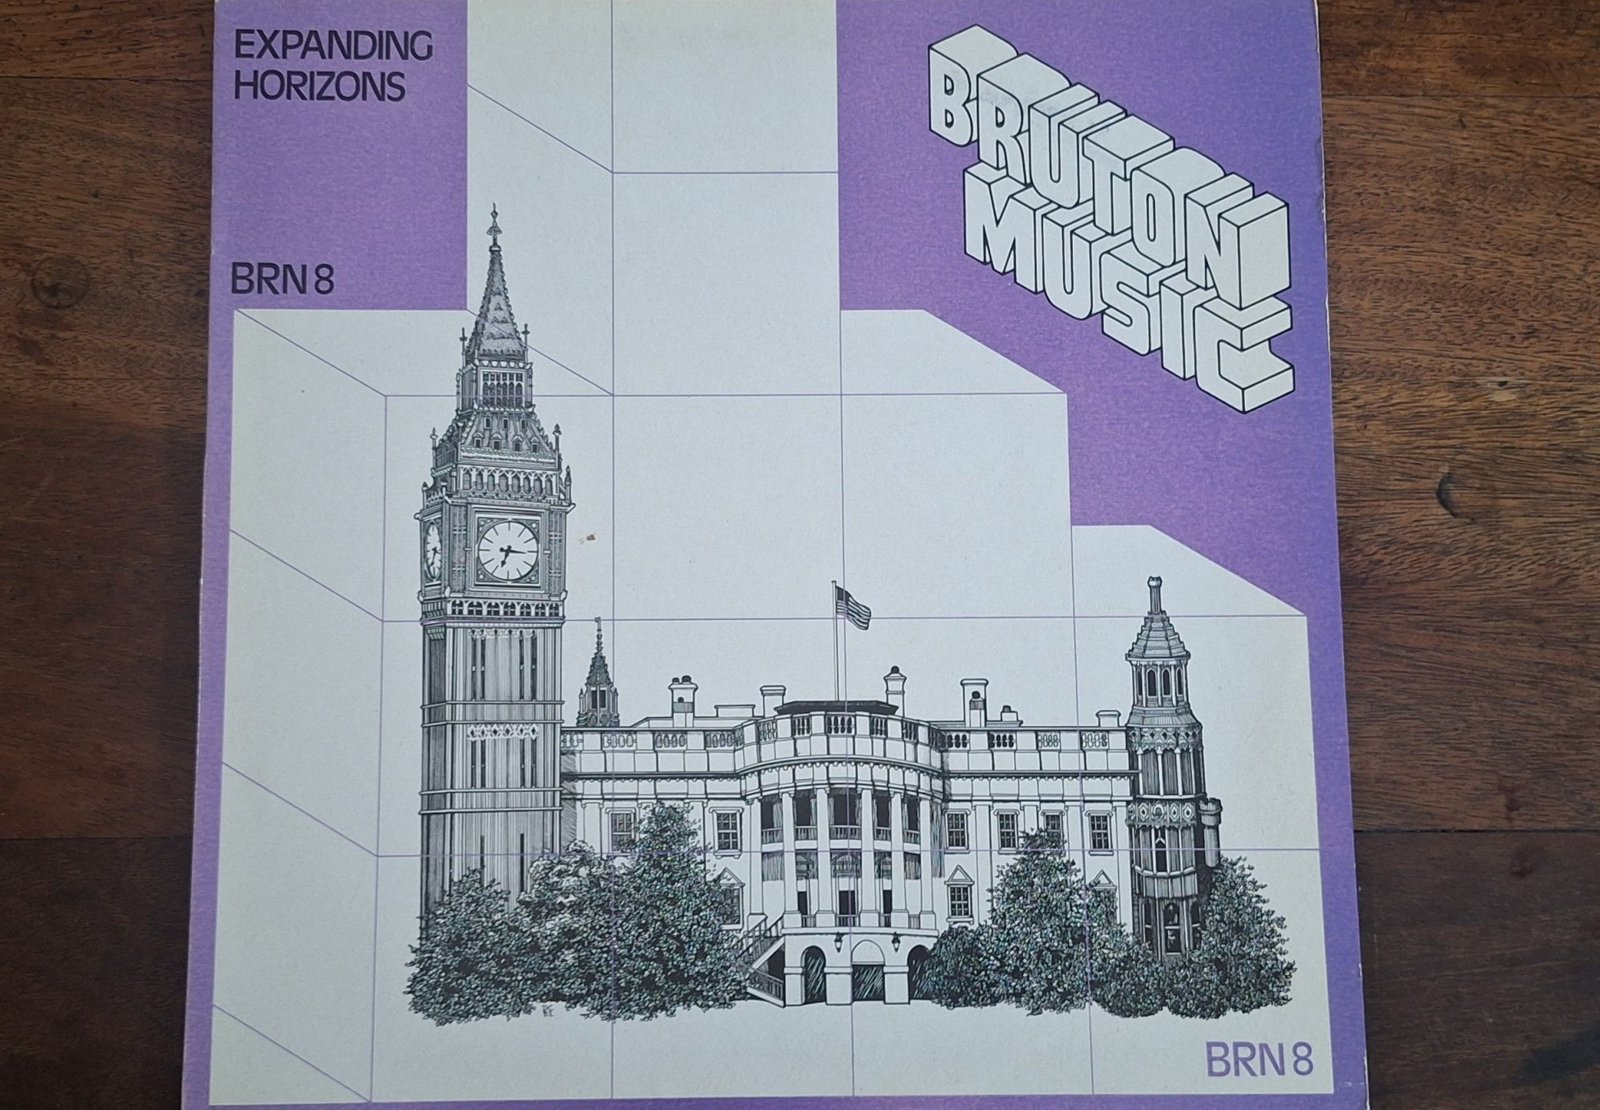 EXPANDING
HORIZONS
BRN 8
BRUTON
MUSIC
BRN 8